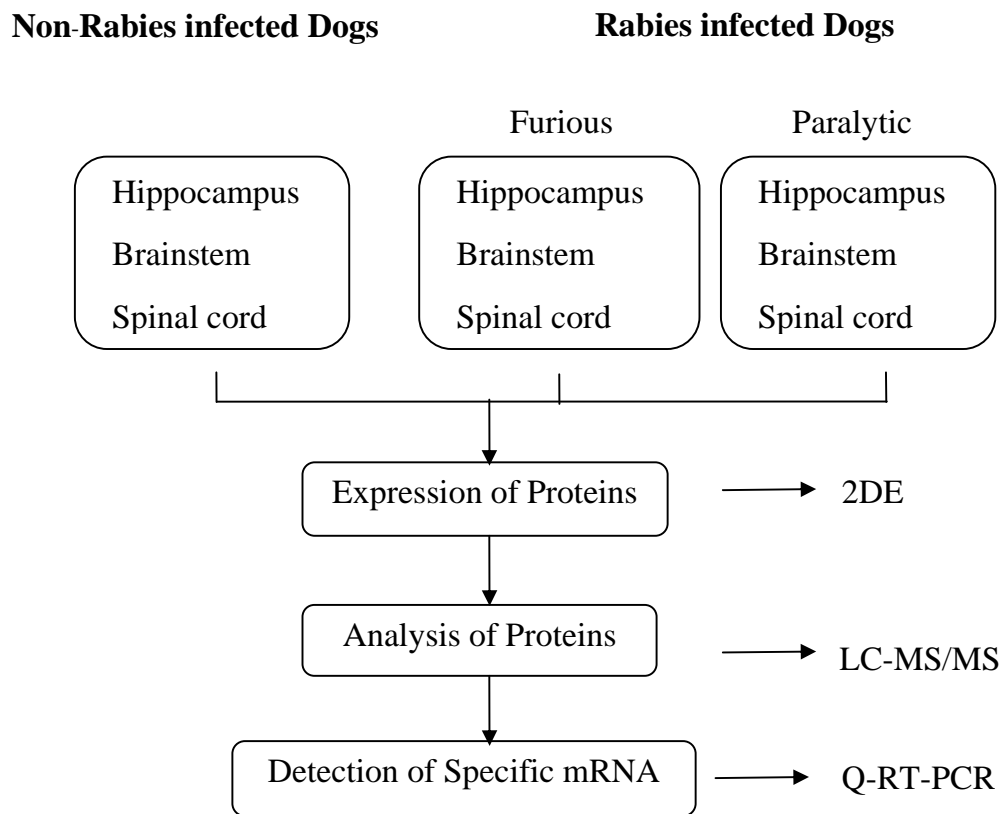 Non-Rabies infected Dogs
Rabies infected Dogs
Furious
Paralytic
Hippocampus
Brainstem
Spinal cord
Hippocampus
Brainstem
Spinal cord
Hippocampus
Brainstem
Spinal cord
Expression of Proteins
2DE
Analysis of Proteins
LC-MS/MS
Detection of Specific mRNA
Q-RT-PCR